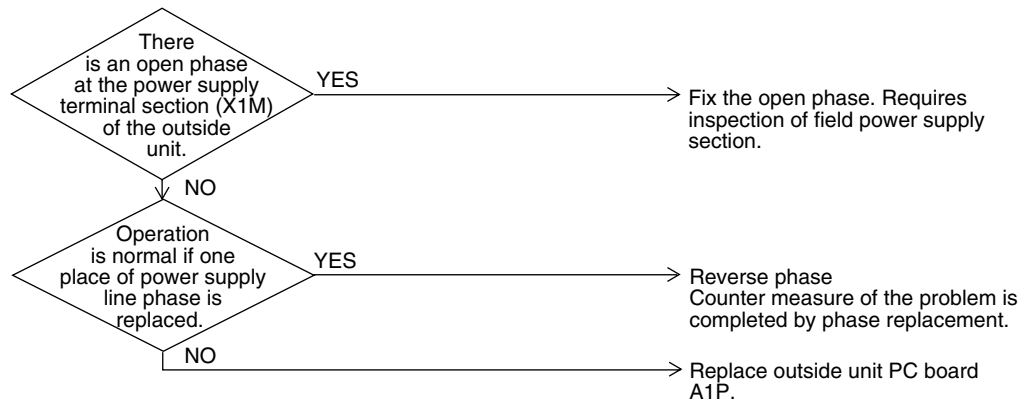 There
is an open phase
at the power supply
terminal section (X1M)
of the outside
unit.
YES
Fix the open phase. Requires
inspection of field power supply
section.
NO
Operation
is normal if one
place of power supply
line phase is
replaced.
YES
Reverse phase
Counter measure of the problem is
completed by phase replacement.
NO
Replace outside unit PC board
A1P.